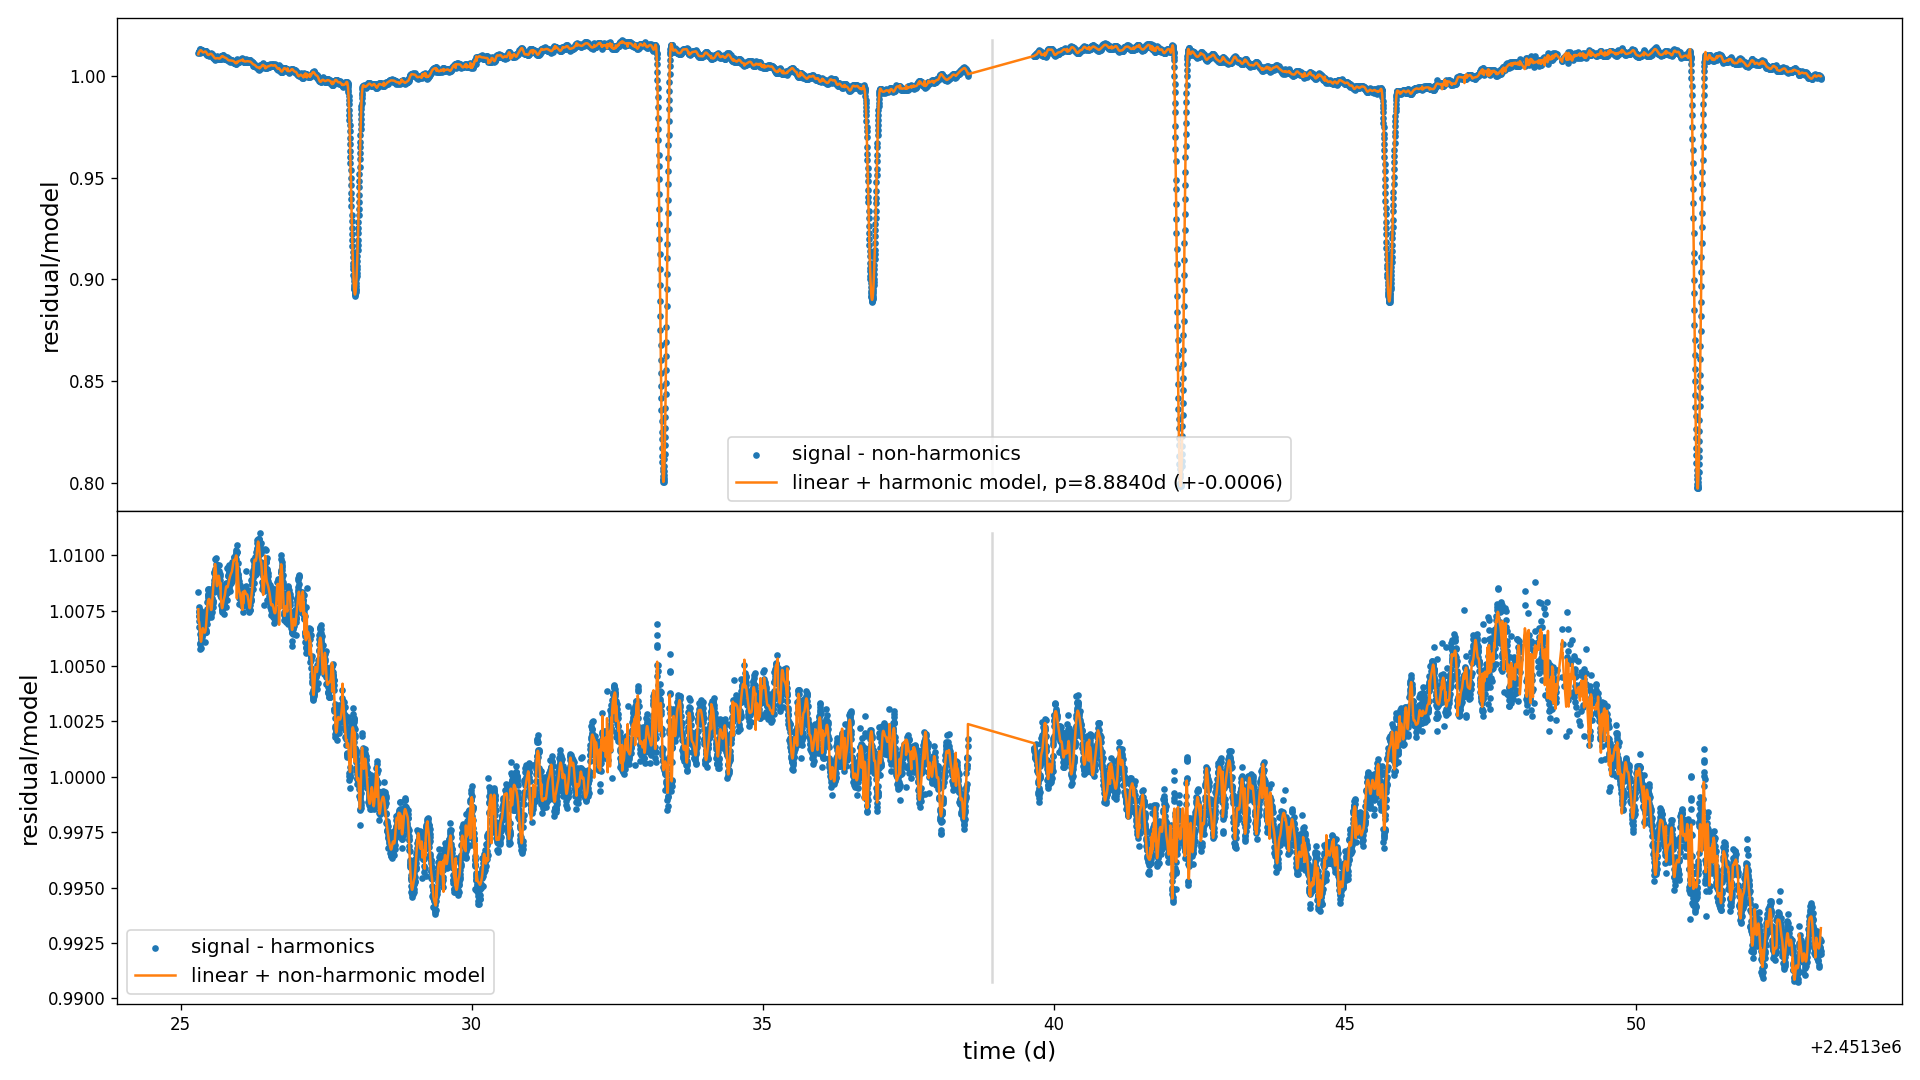 1.00
0.95
0.90
0.85
0.80
residual/model
signal - non-harmonics
linear + harmonic model, p=8.8840d (+-0.0006)
1.0100
1.0075
1.0050
1.0025
1.0000
0.9975
0.9950
0.9925
0.9900
residual/model
signal - harmonics
linear + non-harmonic model
25
30
35
40
45
50
time (d)
+2.4513e6